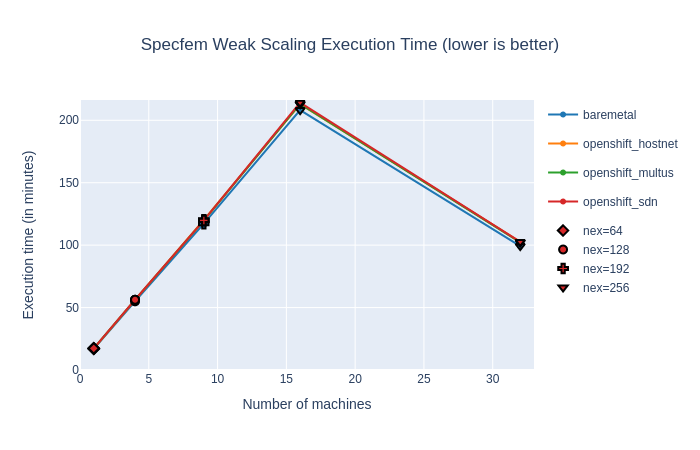 Specfem Weak Scaling Execution Time (lower is better)
Execution time (in minutes)
200
150
100
50
0
0 5 10 15 20 25 30
Number of machines
baremetal
openshift_hostnet
openshift_multus
openshift_sdn
nex=64
nex=128
nex=192
nex=256